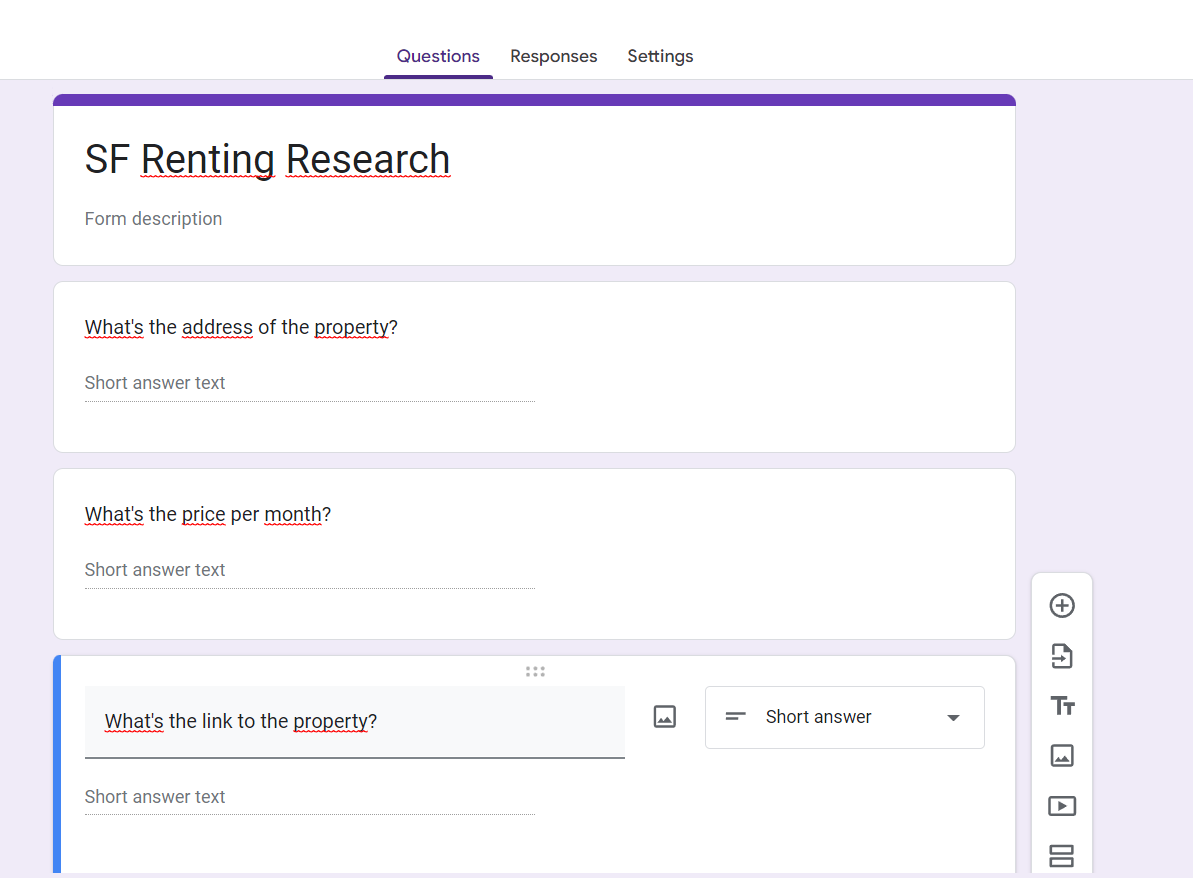 Questions Responses Settings
SF Renting Research
Form description
What's the address of the property?
Short answer text
What's the price per month?
Short answer text
What's the link to the property?
Short answer
Short answer text